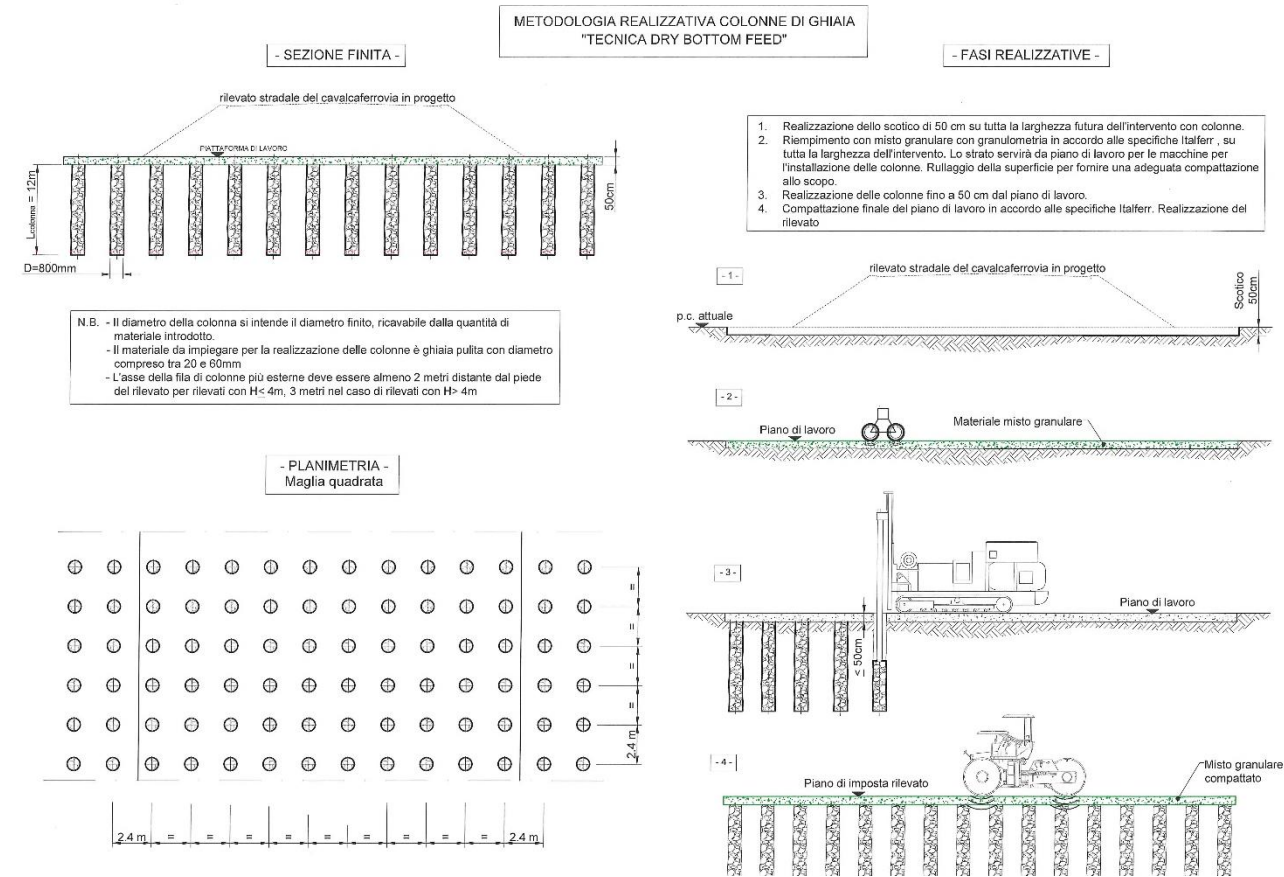 METODOLOGIA REALIZZATIVA COLONNE DI GHIAIA
"TECNICA DRY BOTTOM FEED"
- SEZIONE FINITA -
rilevato stradale del cavalcaferrovia in progetto
PIATTAFORMA DI LAVORO
Lcolonna = 12m
50cm
D=800mm
N.B. - Il diametro della colonna si intende il diametro finito, ricavabile dalla quantità di
materiale introdotto.
- Il materiale da impiegare per la realizzazione delle colonne è ghiaia pulita con diametro
compreso tra 20 e 60mm
- L'asse della fila di colonne più esterne deve essere almeno 2 metri distante dal piede
del rilevato per rilevati con H< 4m, 3 metri nel caso di rilevati con H> 4m
- PLANIMETRIA -
Maglia quadrata
=
=
=
=
2.4 m
2.4 m = = = = = = = = = 2.4 m
- FASI REALIZZATIVE -
1. Realizzazione dello scotico di 50 cm su tutta la larghezza futura dell'intervento con colonne.
2. Riempimento con misto granulare con granulometria in accordo alle specifiche Italferr , su
tutta la larghezza dell'intervento. Lo strato servirà da piano di lavoro per le macchine per
l'installazione delle colonne. Rullaggio della superficie per fornire una adeguata compattazione
allo scopo.
3. Realizzazione delle colonne fino a 50 cm dal piano di lavoro.
4. Compattazione finale del piano di lavoro in accordo alle specifiche Italferr. Realizzazione del
rilevato
- 1 -
rilevato stradale del cavalcaferrovia in progetto
p.c. attuale
Scotico
50cm
- 2 -
Piano di lavoro
Materiale misto granulare
- 3 -
Piano di lavoro
< 50cm
- 4 -
Piano di imposta rilevato
Misto granulare
compattato